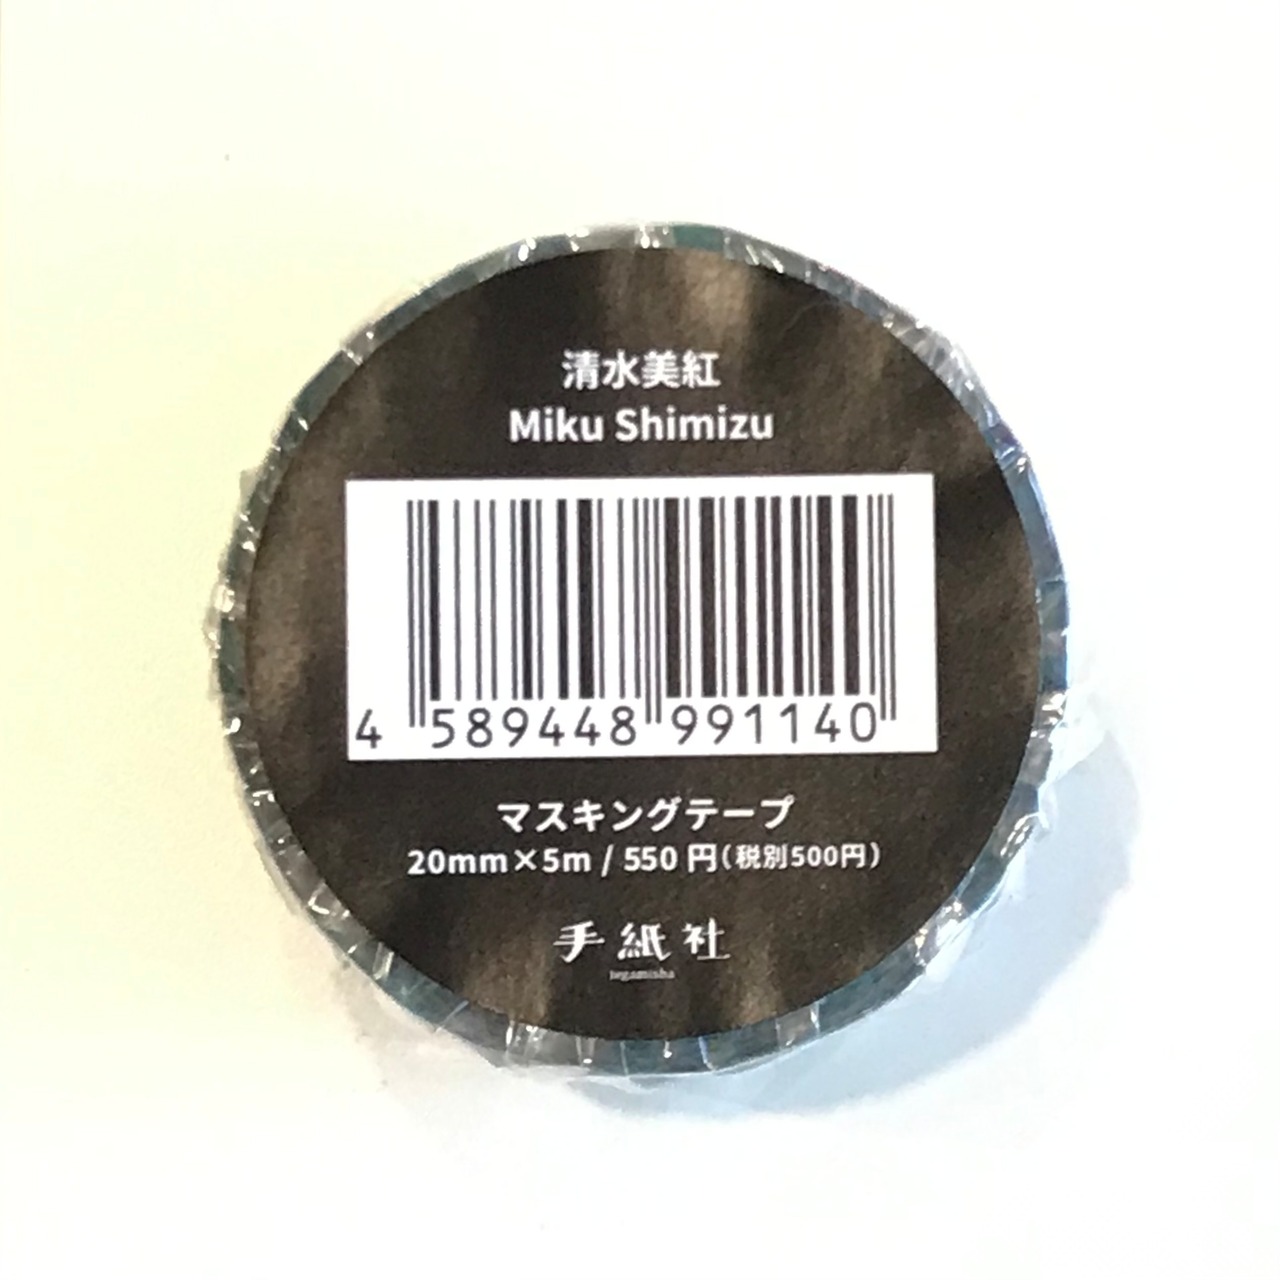 清水美紅
Miku Shimizu
4 589448 991140
マスキングテープ
20mm×5m / 550 円(税別500円)
手紙社
tegamisha